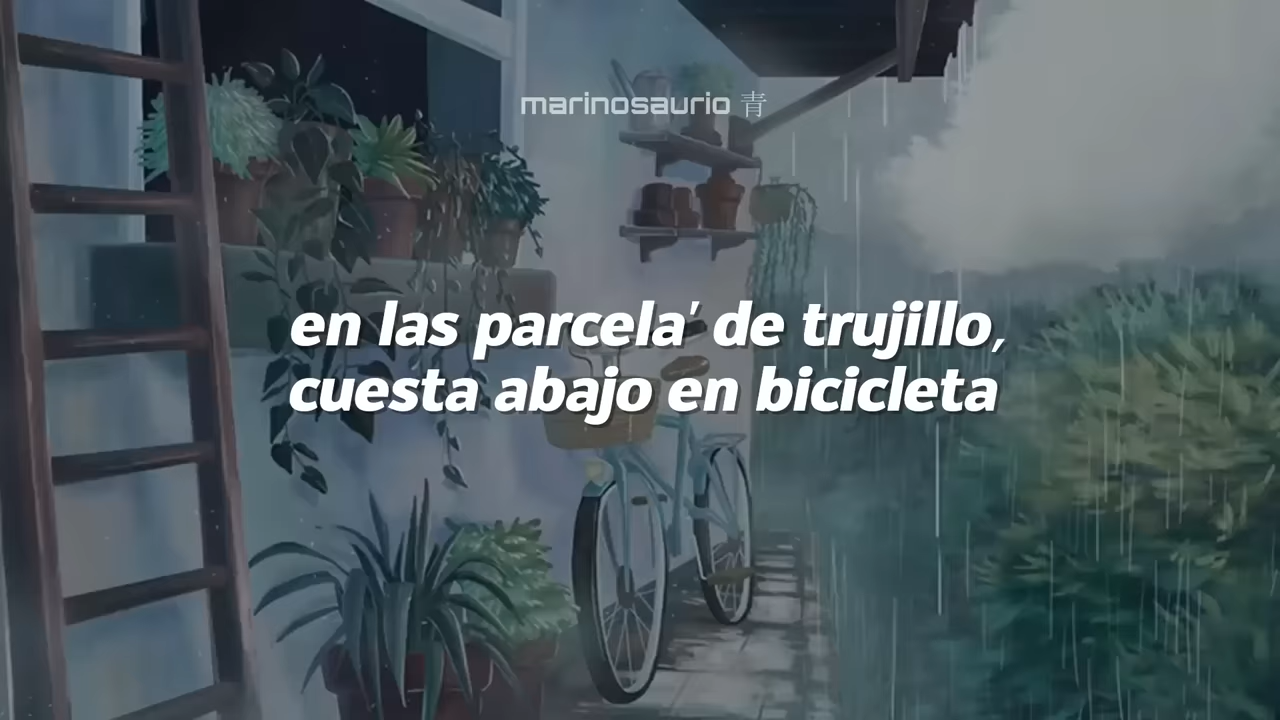 marinosaurio 青
en las parcela' de trujillo,
cuesta abajo en bicicleta